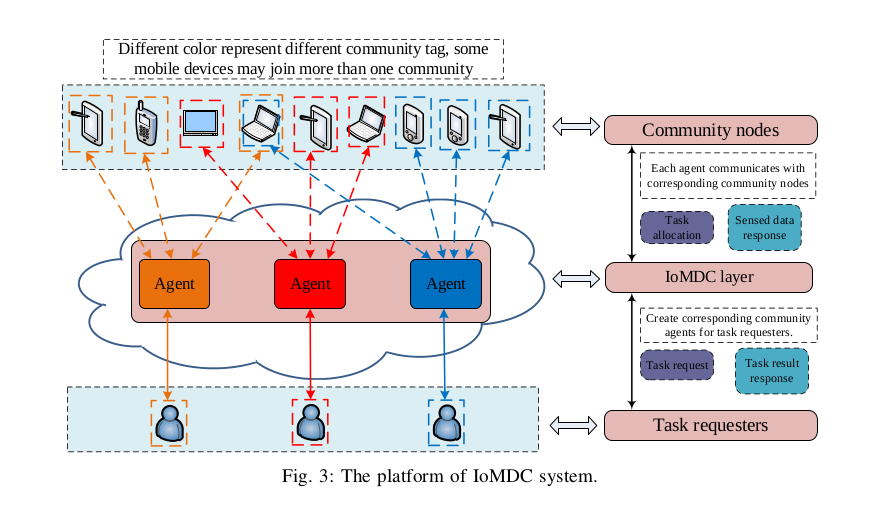 Different color represent different community tag, some
mobile devices may join more than one community
Community nodes
Each agent communicates with
corresponding community nodes
Task
allocation
Sensed data
response
Agent
Agent
Agent
IoMDC layer
Create corresponding community
agents for task requesters.
Task request
Task result
response
Task requesters
Fig. 3: The platform of IoMDC system.